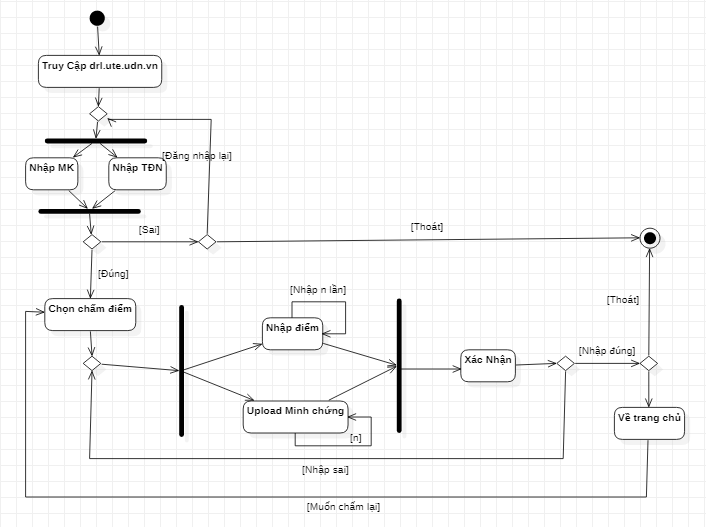 Truy Cập drl.ute.udn.vn
[Đăng nhập lại]
Nhập MK
Nhập TĐN
[Sai]
[Thoát]
[Đúng]
[Nhập n lần]
[Thoát]
Chọn chấm điểm
Nhập điểm
[Nhập đúng]
Xác Nhận
Upload Minh chứng
Về trang chủ
[n]
[Nhập sai]
[Muốn chấm lại]